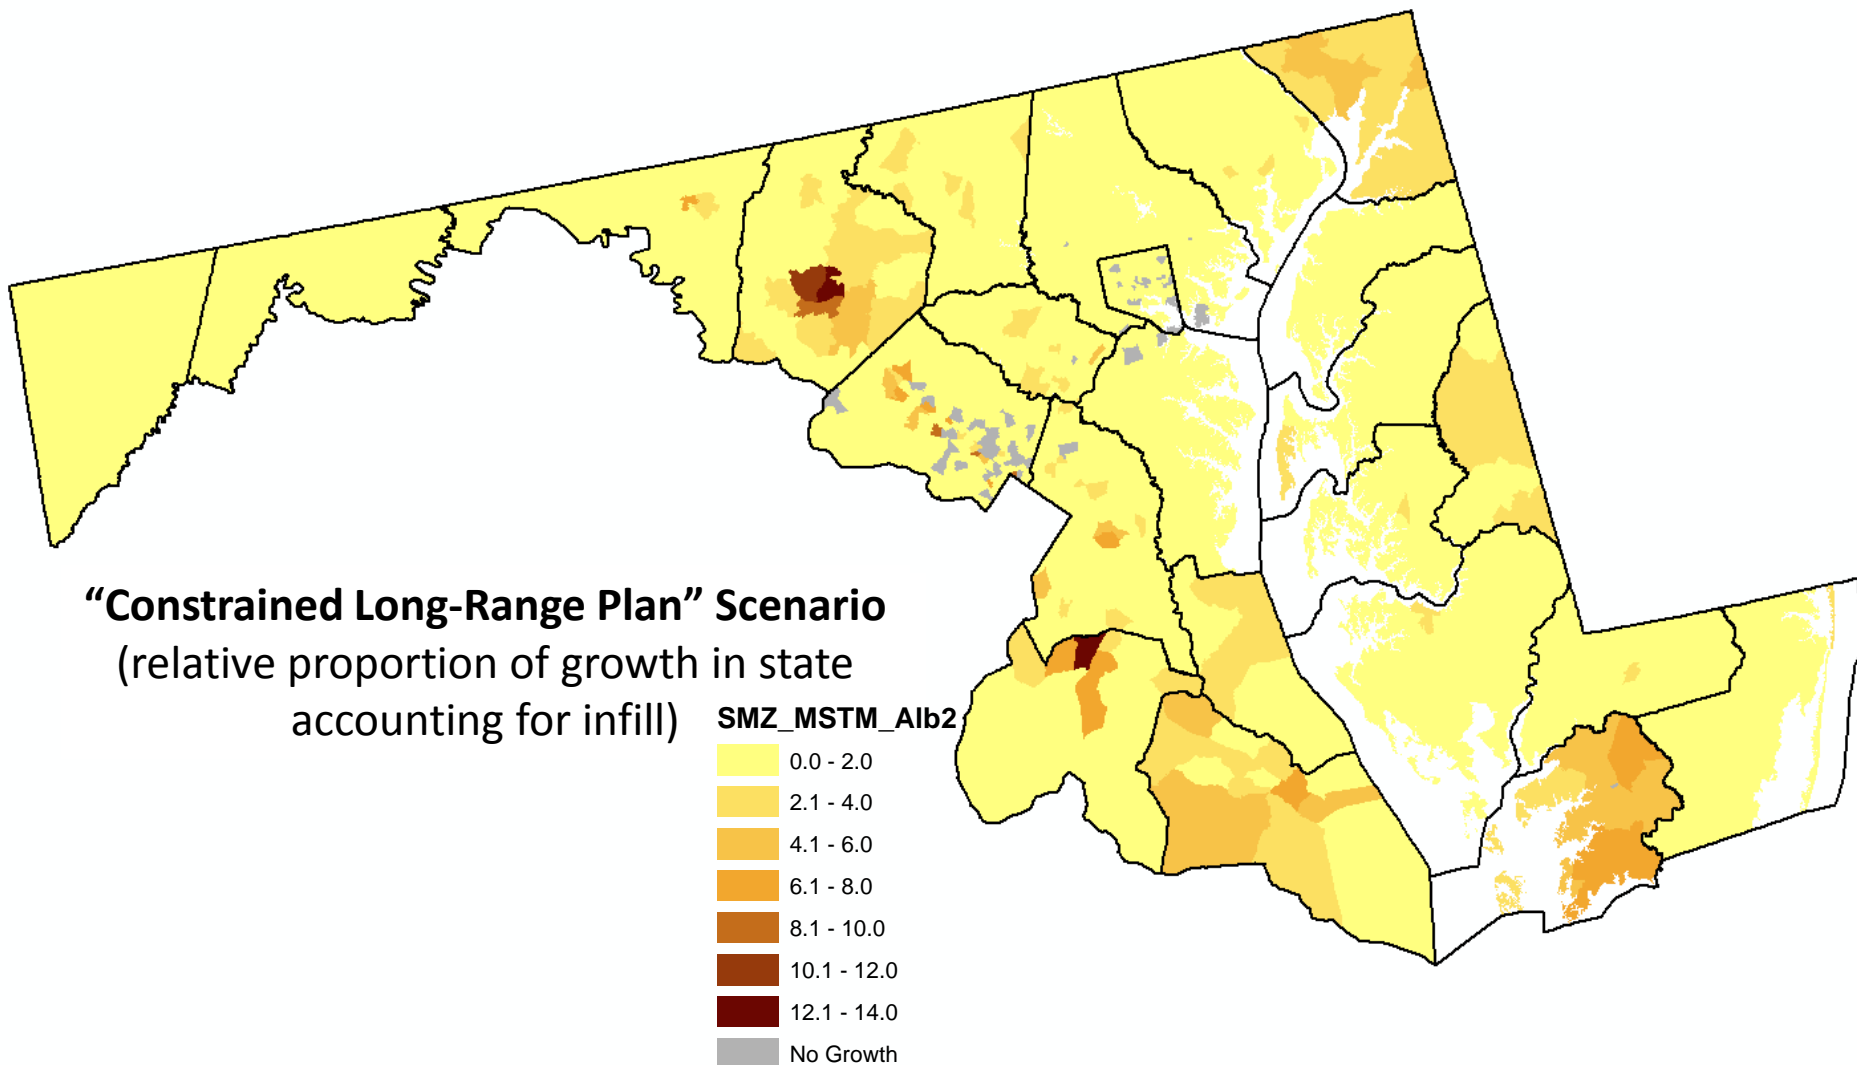 “Constrained Long-Range Plan” Scenario
(relative proportion of growth in state
accounting for infill)
SMZ_MSTM_Alb2
0.0 - 2.0
2.1 - 4.0
4.1 - 6.0
6.1 - 8.0
8.1 - 10.0
10.1 - 12.0
12.1 - 14.0
No Growth